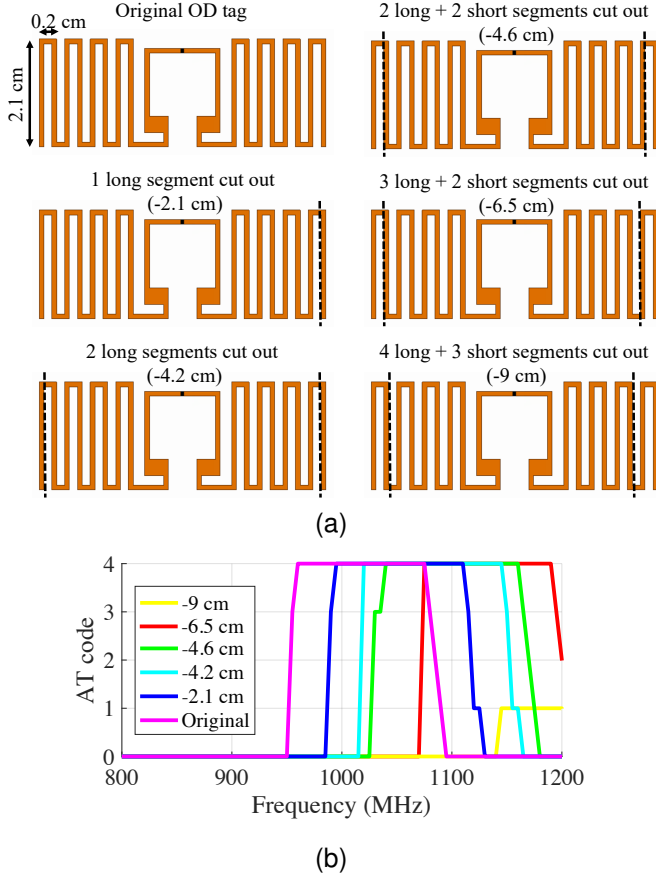 Original OD tag
0.2 cm
2.1 cm
2 long + 2 short segments cut out
(-4.6 cm)
1 long segment cut out
(-2.1 cm)
3 long + 2 short segments cut out
(-6.5 cm)
2 long segments cut out
(-4.2 cm)
4 long + 3 short segments cut out
(-9 cm)
(a)
AT code
4
3
2
1
0
-9 cm
-6.5 cm
-4.6 cm
-4.2 cm
-2.1 cm
Original
800
900
1000
1100
1200
Frequency (MHz)
(b)